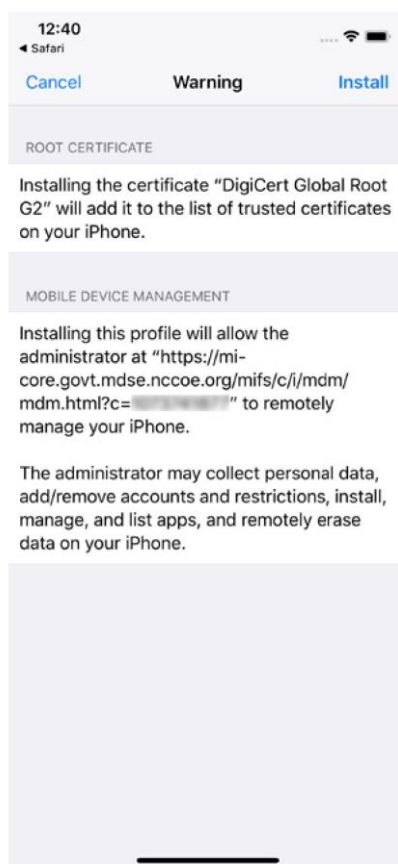 12:40
◀ Safari
Cancel
Warning
Install
ROOT CERTIFICATE
Installing the certificate “DigiCert Global Root
G2” will add it to the list of trusted certificates
on your iPhone.
MOBILE DEVICE MANAGEMENT
Installing this profile will allow the
administrator at “https://mi-
core.govt.mdse.nccoe.org/mifs/c/i/mdm/
mdm.html?c=” to remotely
manage your iPhone.
The administrator may collect personal data,
add/remove accounts and restrictions, install,
manage, and list apps, and remotely erase
data on your iPhone.